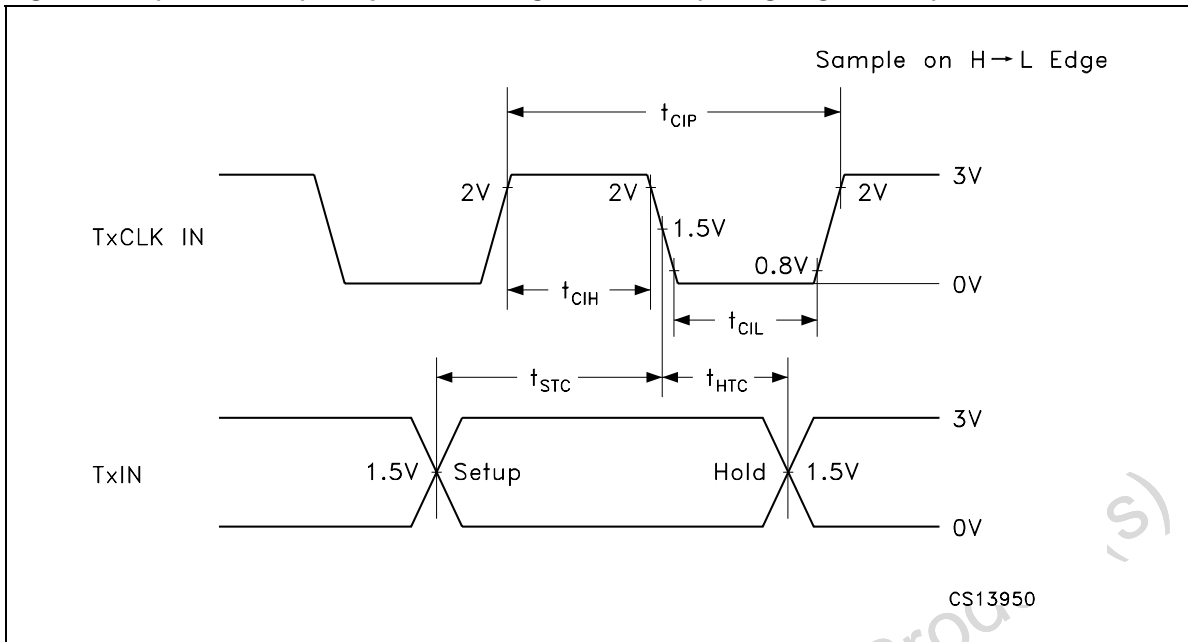 Sample on H→L Edge
tCIP
3V
2V
2V
2V
TxCLK IN
1.5V
0.8V
0V
tCIH
tCIL
tSTC
tHTC
3V
TxIN
1.5V
Setup
Hold
1.5V
0V
CS13950